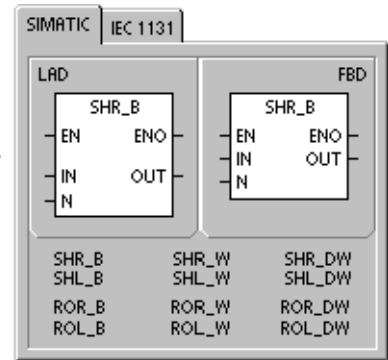 SIMATIC IEC 1131
LAD FBD
SHR_B SHR_B
EN ENO EN ENO
IN OUT IN OUT
N N
SHR_B SHR_W SHR_DW
SHL_B SHL_W SHL_DW
ROR_B ROR_W ROR_DW
ROL_B ROL_W ROL_DW